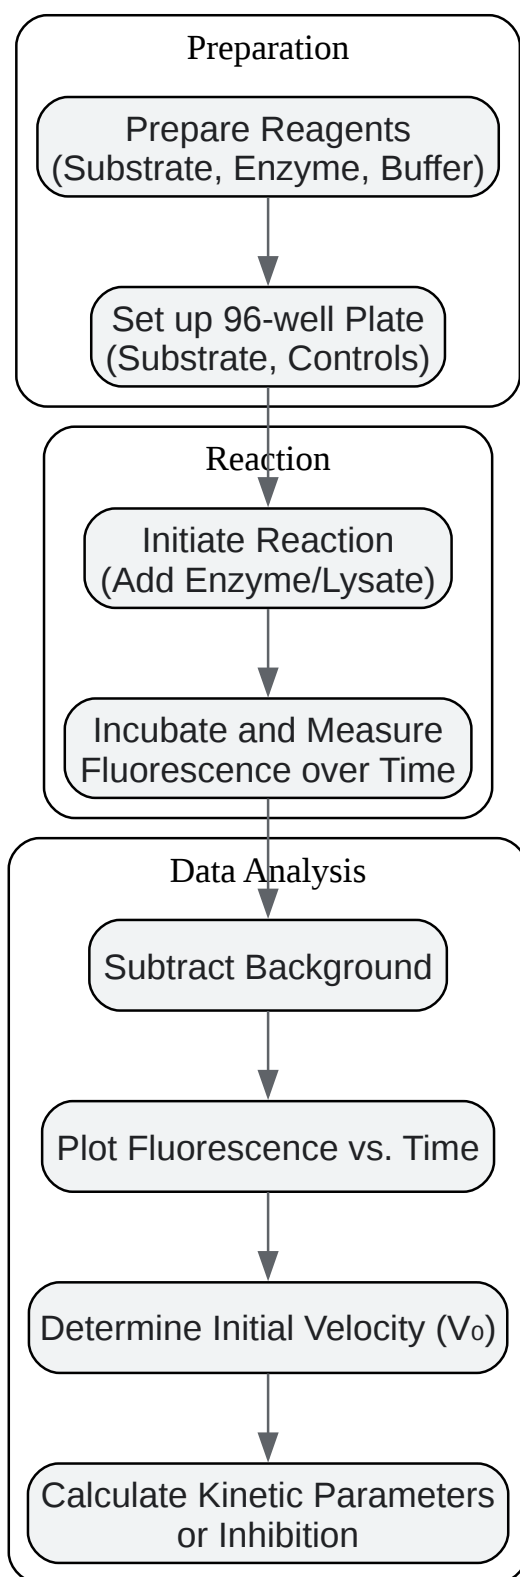 Preparation
Prepare Reagents
(Substrate, Enzyme, Buffer)
Set up 96-well Plate
(Substrate, Controls)
Reaction
Initiate Reaction
(Add Enzyme/Lysate)
Incubate and Measure
Fluorescence over Time
Data Analysis
Subtract Background
Plot Fluorescence vs. Time
Determine Initial Velocity (V₀)
Calculate Kinetic Parameters
or Inhibition